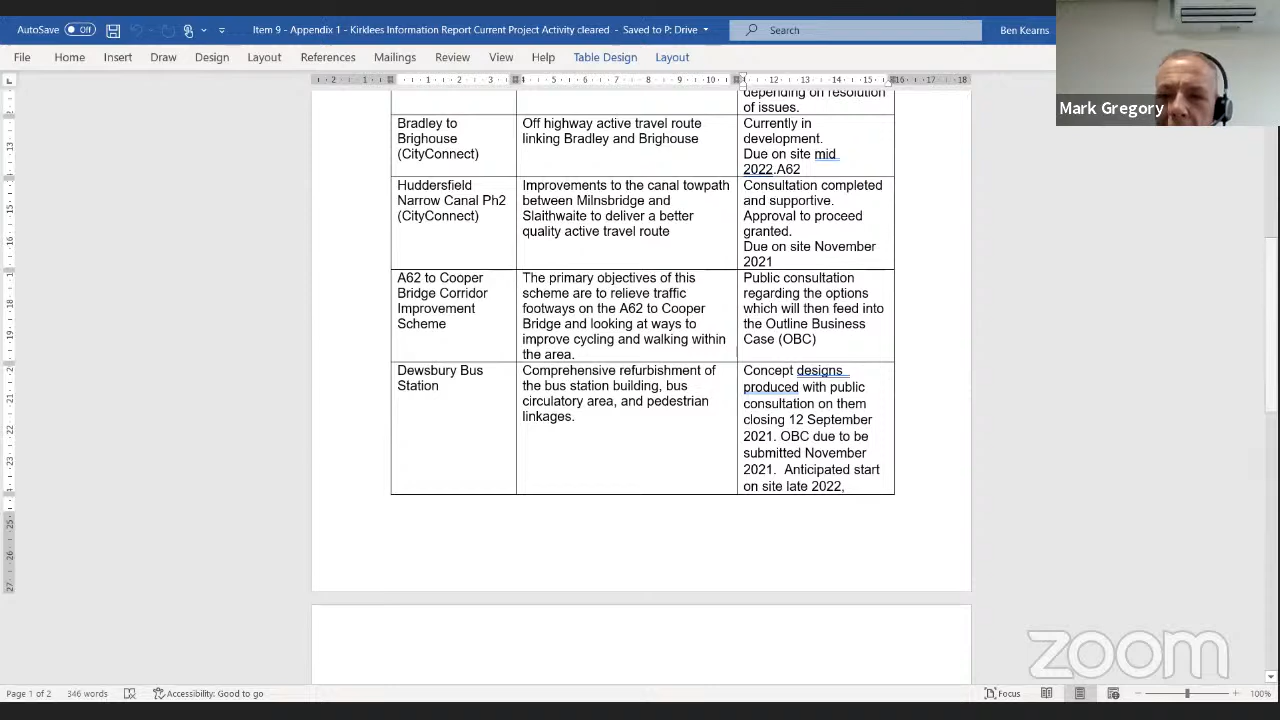 AutoSave Off Item 9 - Appendix 1 - Kirklees Information Report Current Project Activity cleared - Saved to P: Drive Search Ben Kearns
File Home Insert Draw Design Layout References Mailings Review View Help Table Design Layout
Mark Gregory
depending on resolution
of issues.
Bradley to
Brighouse
(CityConnect)
Off highway active travel route
linking Bradley and Brighouse
Currently in
development.
Due on site mid
2022.A62
Huddersfield
Narrow Canal Ph2
(CityConnect)
Improvements to the canal towpath
between Milnsbridge and
Slaithwaite to deliver a better
quality active travel route
Consultation completed
and supportive.
Approval to proceed
granted.
Due on site November
2021
A62 to Cooper
Bridge Corridor
Improvement
Scheme
The primary objectives of this
scheme are to relieve traffic
footways on the A62 to Cooper
Bridge and looking at ways to
improve cycling and walking within
the area.
Public consultation
regarding the options
which will then feed into
the Outline Business
Case (OBC)
Dewsbury Bus
Station
Comprehensive refurbishment of
the bus station building, bus
circulatory area, and pedestrian
linkages.
Concept designs
produced with public
consultation on them
closing 12 September
2021. OBC due to be
submitted November
2021. Anticipated start
on site late 2022,
zoom
Page 1 of 2 346 words Accessibility: Good to go Focus 100%